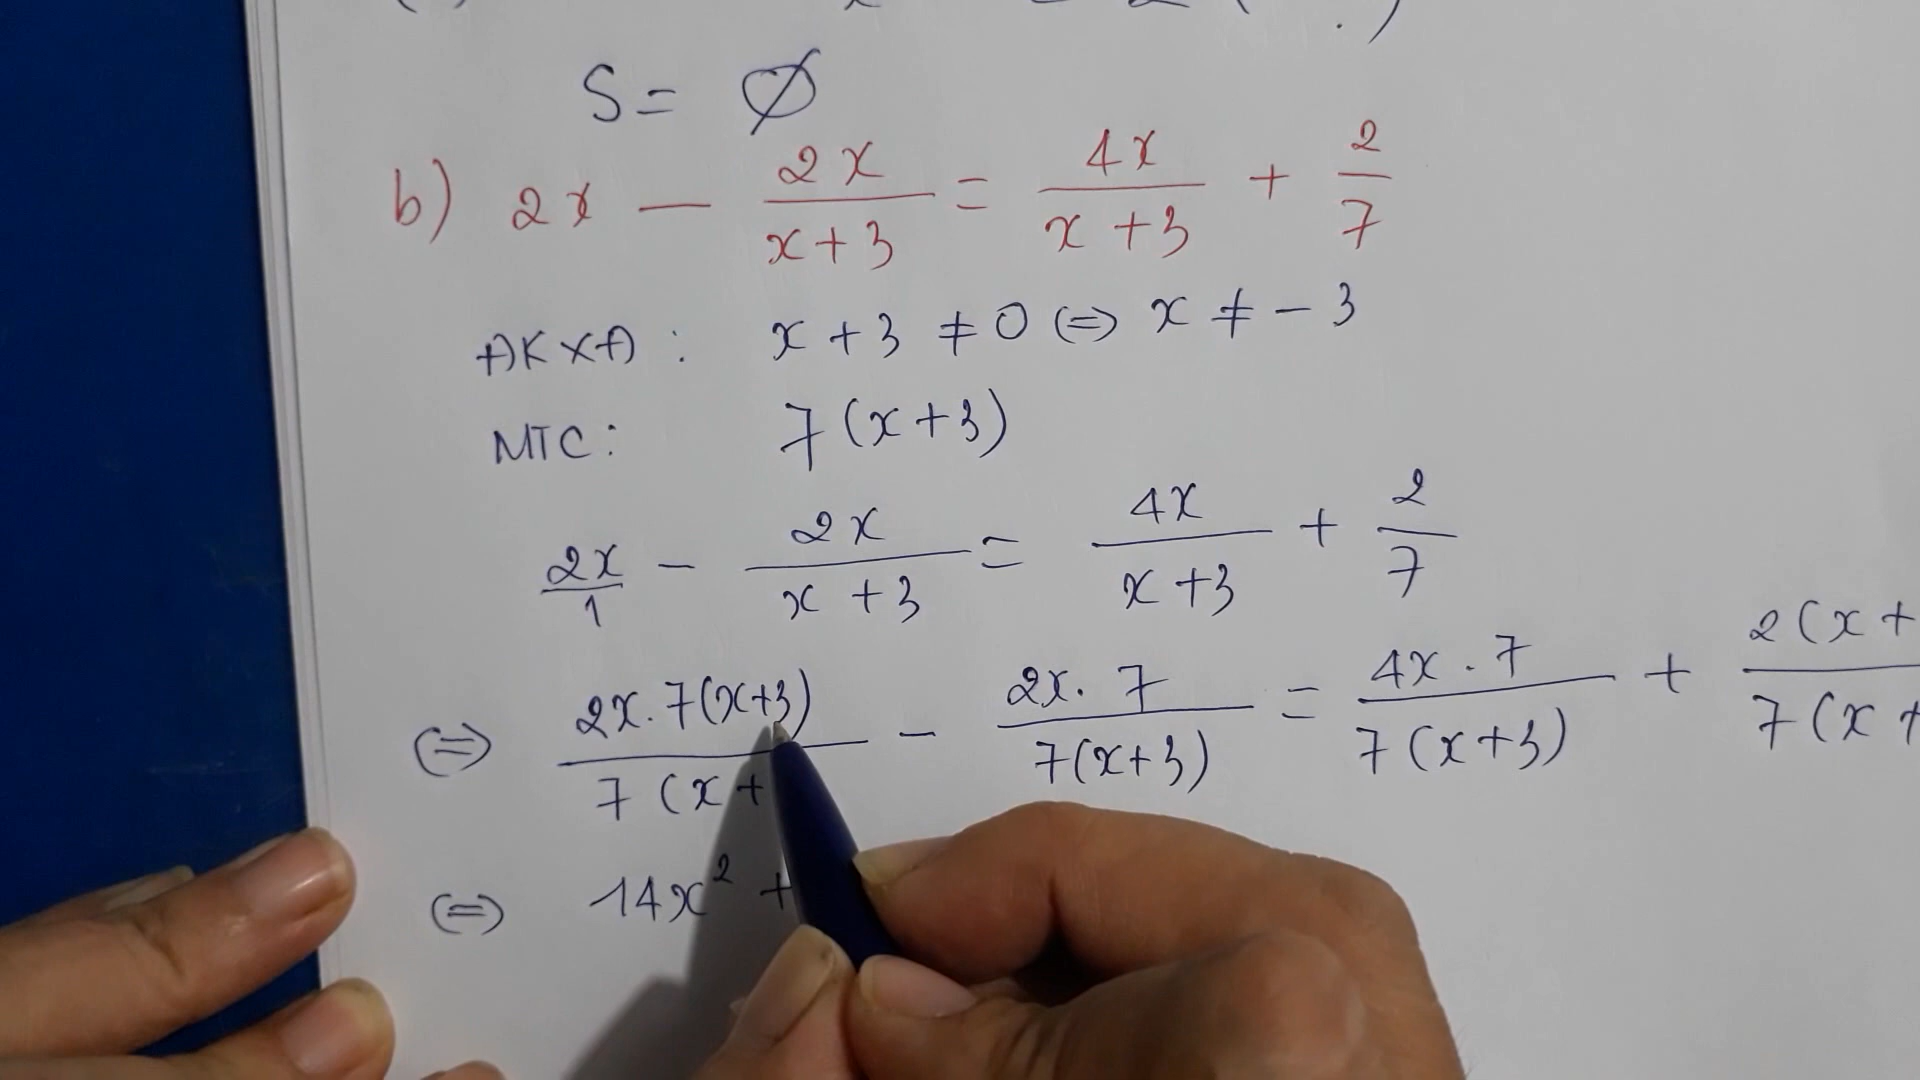 S = ∅
b) 2x - 2x/(x+3) = 4x/(x+3) + 2/7
ĐKXĐ: x + 3 ≠ 0 ⇔ x ≠ -3
MTC: 7(x+3)
2x/1 - 2x/(x+3) = 4x/(x+3) + 2/7
⇔ 2x.7(x+3)/7(x+ - 2x.7/7(x+3) = 4x.7/7(x+3) + 2(x+/7(x+
⇔ 14x² +